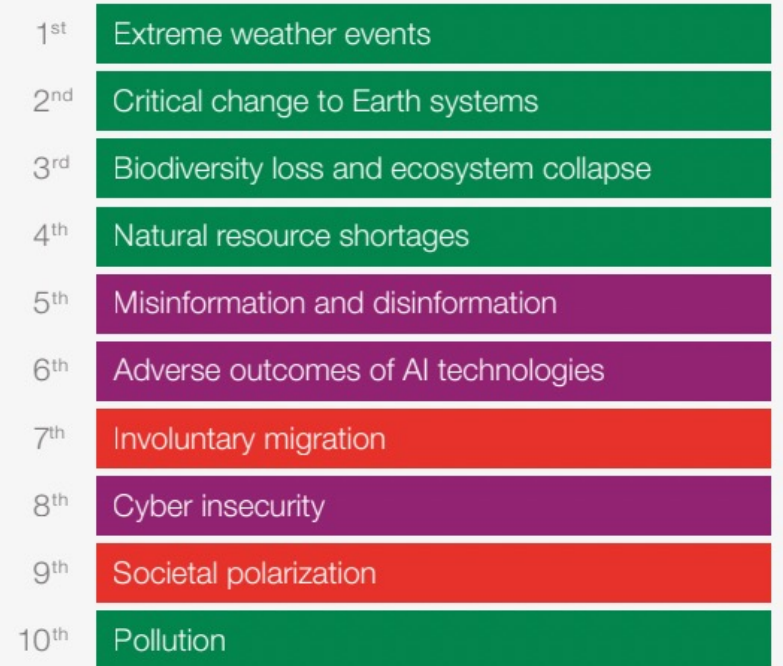 1st Extreme weather events
2nd Critical change to Earth systems
3rd Biodiversity loss and ecosystem collapse
4th Natural resource shortages
5th Misinformation and disinformation
6th Adverse outcomes of AI technologies
7th Involuntary migration
8th Cyber insecurity
9th Societal polarization
10th Pollution